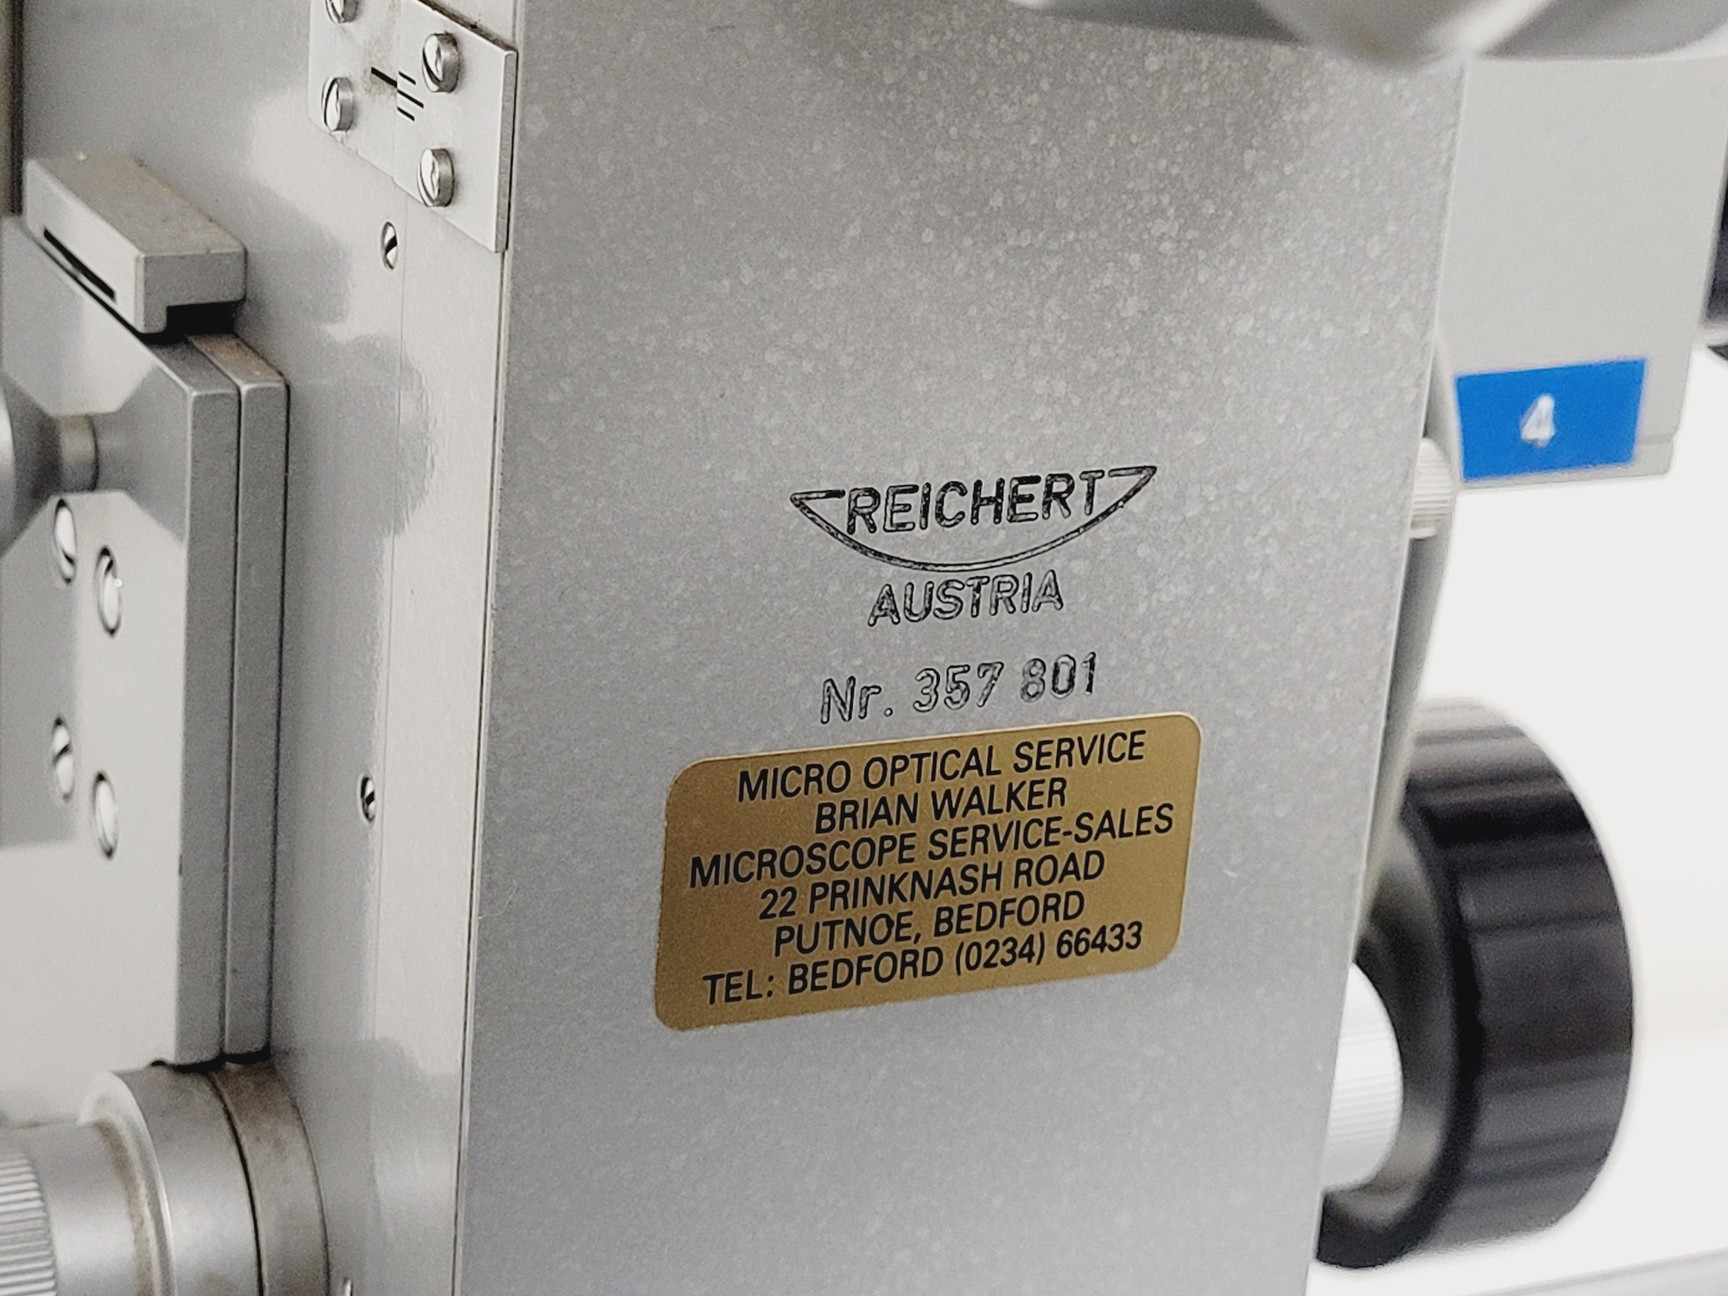 4
REICHERT
AUSTRIA
Nr. 357 801
MICRO OPTICAL SERVICE
BRIAN WALKER
MICROSCOPE SERVICE-SALES
22 PRINKNASH ROAD
PUTNOE, BEDFORD
TEL: BEDFORD (0234) 66433